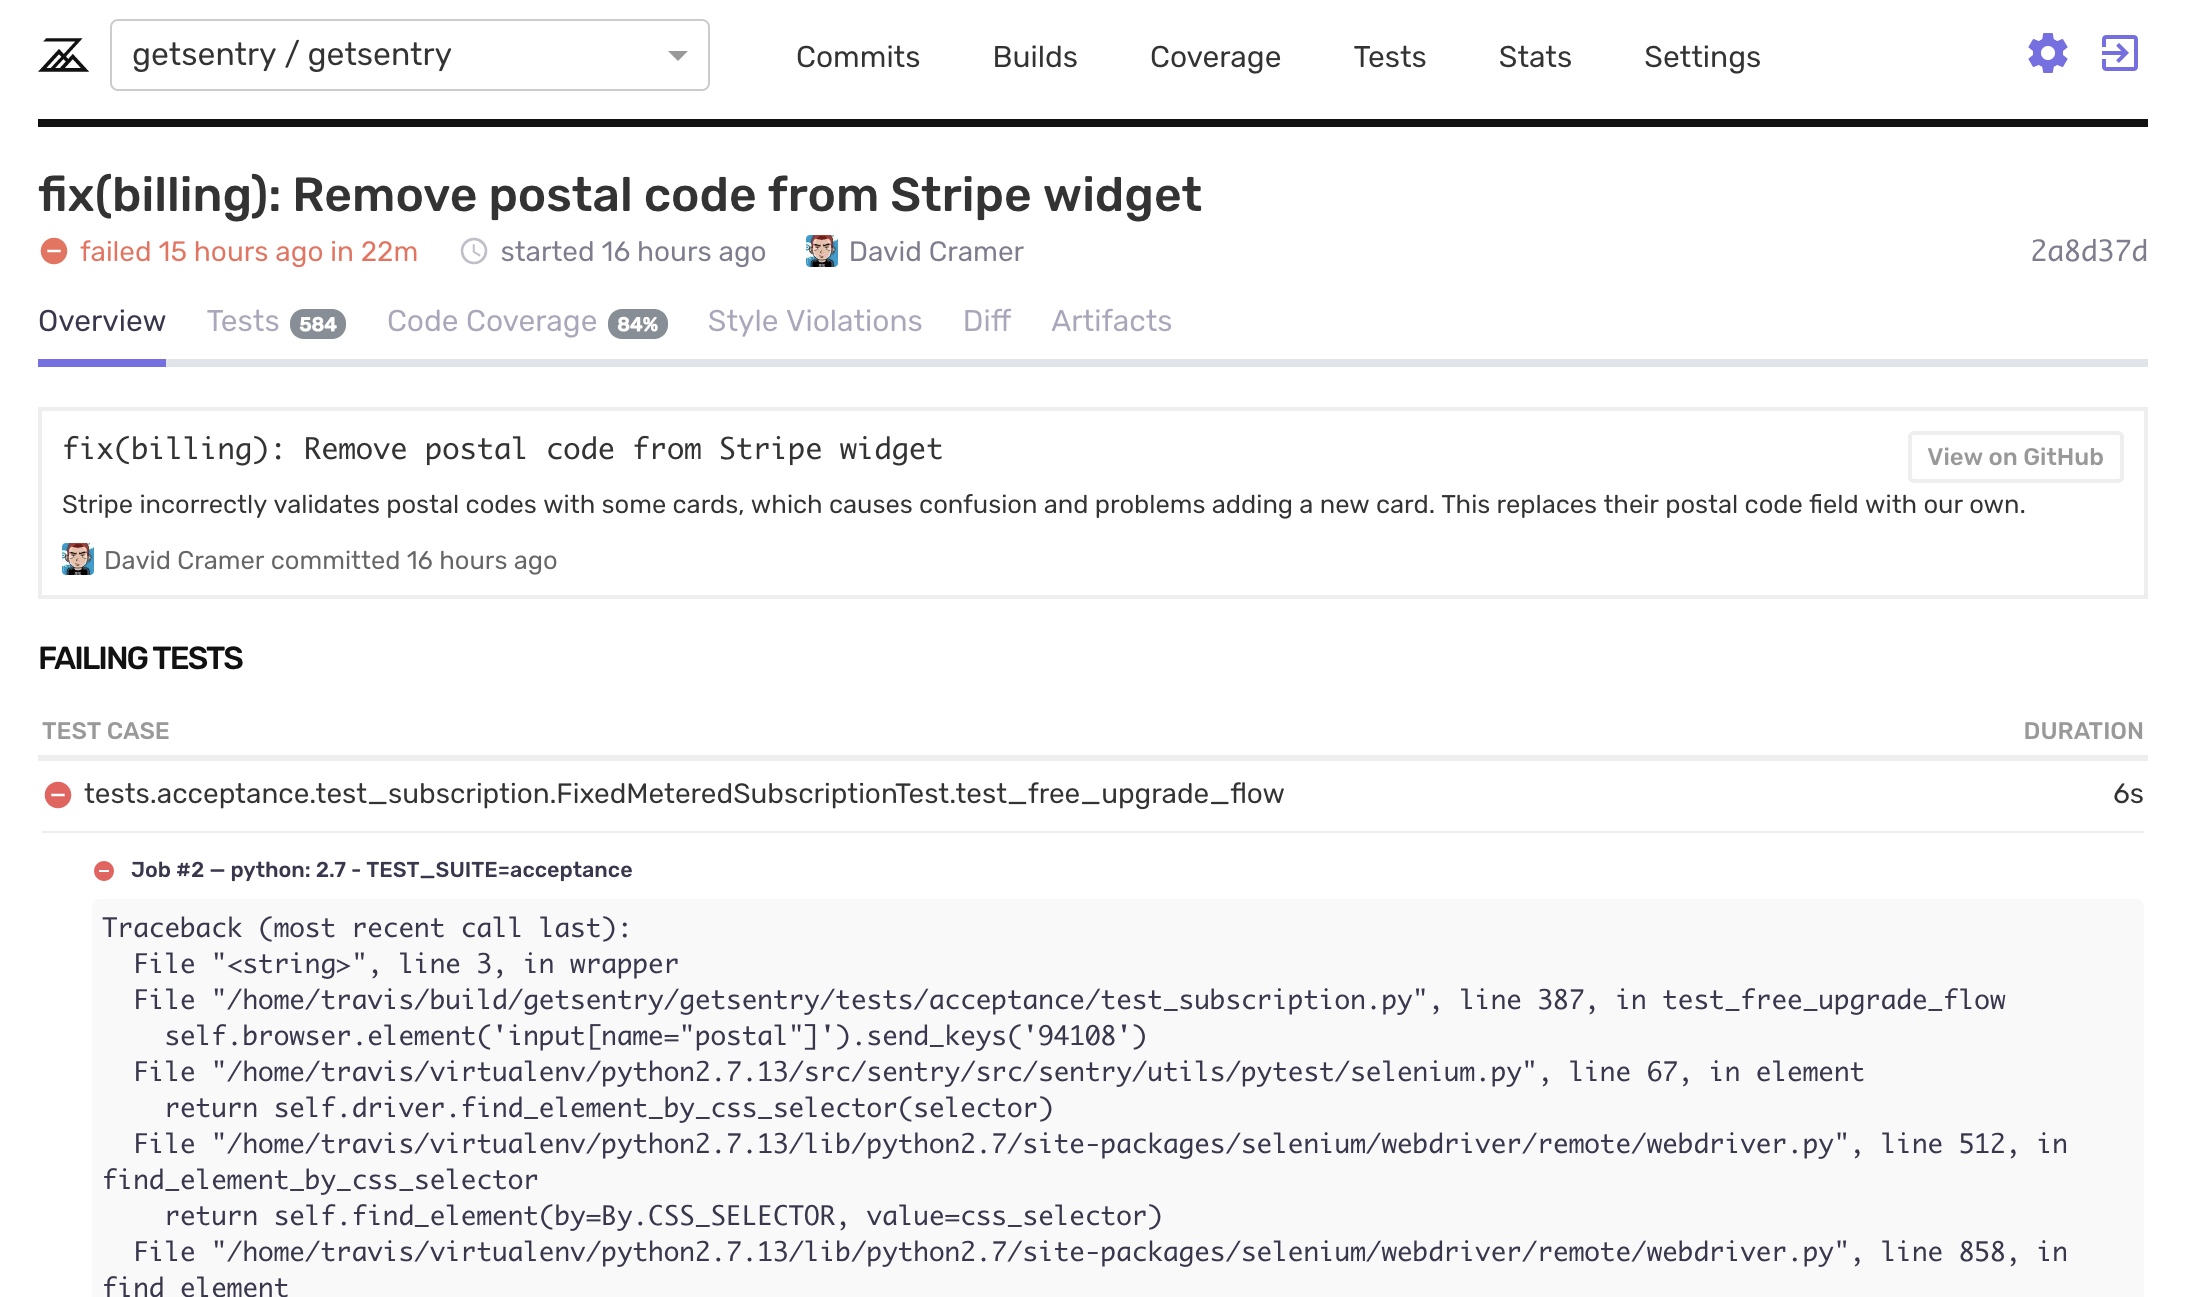 getsentry / getsentry
Commits
Builds
Coverage
Tests
Stats
Settings
fix(billing): Remove postal code from Stripe widget
failed 15 hours ago in 22m
started 16 hours ago
David Cramer
2a8d37d
Overview
Tests 584
Code Coverage 84%
Style Violations
Diff
Artifacts
fix(billing): Remove postal code from Stripe widget
View on GitHub
Stripe incorrectly validates postal codes with some cards, which causes confusion and problems adding a new card. This replaces their postal code field with our own.
David Cramer committed 16 hours ago
FAILING TESTS
TEST CASE
DURATION
tests.acceptance.test_subscription.FixedMeteredSubscriptionTest.test_free_upgrade_flow
6s
Job #2 — python: 2.7 - TEST_SUITE=acceptance
Traceback (most recent call last):
  File "<string>", line 3, in wrapper
  File "/home/travis/build/getsentry/getsentry/tests/acceptance/test_subscription.py", line 387, in test_free_upgrade_flow
    self.browser.element('input[name="postal"]').send_keys('94108')
  File "/home/travis/virtualenv/python2.7.13/src/sentry/src/sentry/utils/pytest/selenium.py", line 67, in element
    return self.driver.find_element_by_css_selector(selector)
  File "/home/travis/virtualenv/python2.7.13/lib/python2.7/site-packages/selenium/webdriver/remote/webdriver.py", line 512, in
find_element_by_css_selector
    return self.find_element(by=By.CSS_SELECTOR, value=css_selector)
  File "/home/travis/virtualenv/python2.7.13/lib/python2.7/site-packages/selenium/webdriver/remote/webdriver.py", line 858, in
find_element